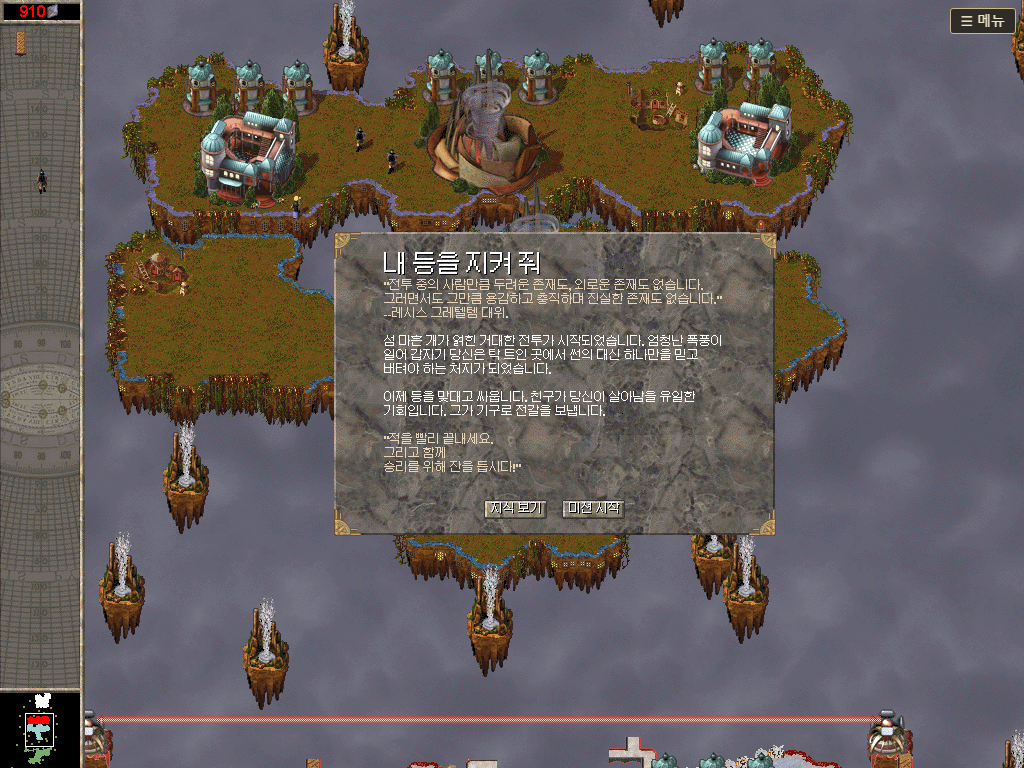 910
☰ 메뉴
내 등을 지켜 줘
"전투 중의 사람만큼 두려운 존재도, 외로운 존재도 없습니다.
그러면서도 그만큼 용감하고 충직하며 진실한 존재도 없습니다."
--레시스 그레텔템 대위.
섬 마흔 개가 얽힌 거대한 전투가 시작되었습니다. 엄청난 폭풍이
일어 갑자기 당신은 탁 트인 곳에서 썬의 대신 하나만을 믿고
버텨야 하는 처지가 되었습니다.
이제 등을 맞대고 싸웁니다. 친구가 당신이 살아남을 유일한
기회입니다. 그가 기구로 전갈을 보냅니다.
"적을 빨리 끝내세요.
그리고 함께
승리를 위해 잔을 듭시다!"
지식 보기
미션 시작